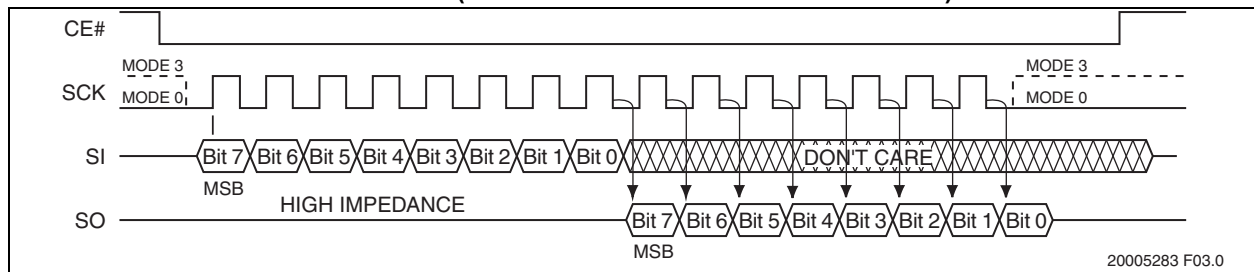 CE#
MODE 3
MODE 3
SCK
MODE 0
MODE 0
SI
Bit 7 Bit 6 Bit 5 Bit 4 Bit 3 Bit 2 Bit 1 Bit 0 DON'T CARE
MSB
HIGH IMPEDANCE
SO
Bit 7 Bit 6 Bit 5 Bit 4 Bit 3 Bit 2 Bit 1 Bit 0
MSB
20005283 F03.0